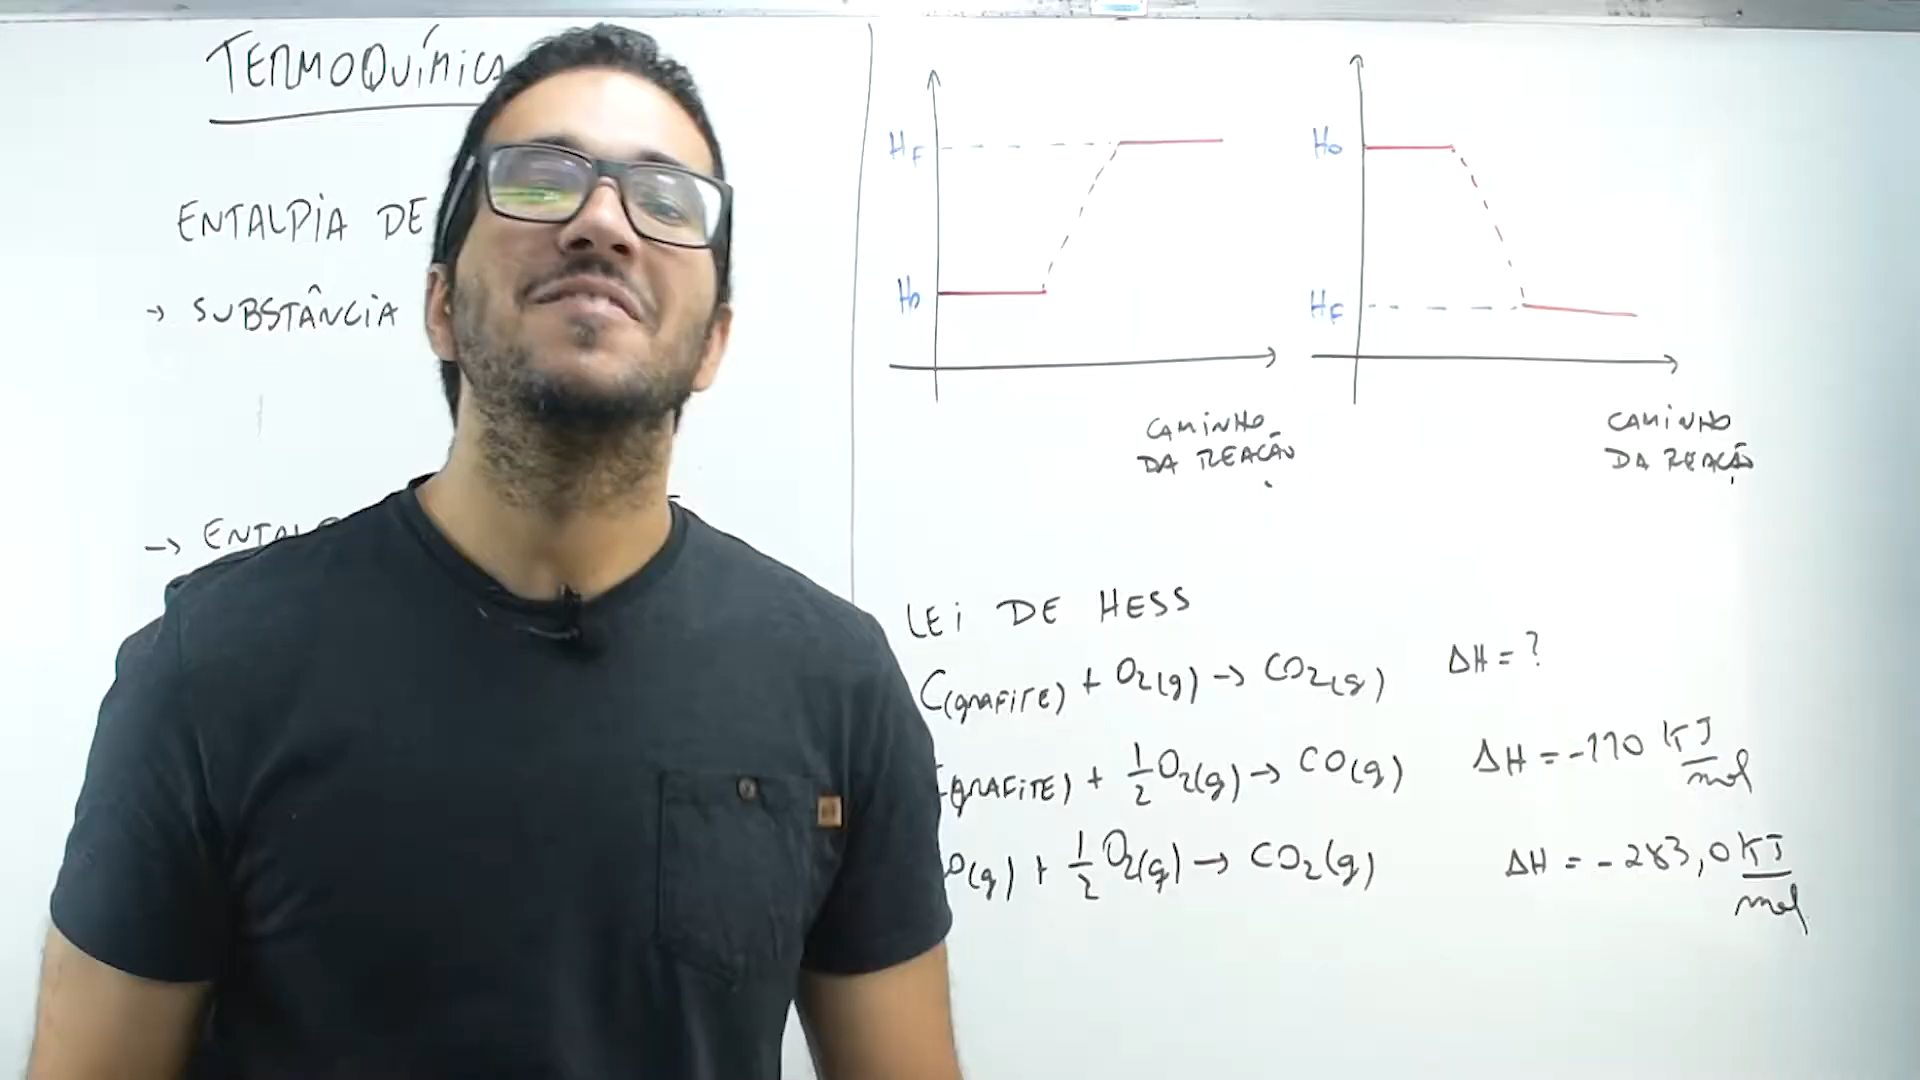 TERMOQUÍMICA
ENTALPIA DE
→ SUBSTÂNCIA
→ ENTAL
HF
H0
CAMINHO
DA REAÇÃO
H0
HF
CAMINHO
DA REAÇÃO
LEI DE HESS
C(GRAFITE) + O₂(g) → CO₂(g) ΔH = ?
(GRAFITE) + 1/2 O₂(g) → CO(g) ΔH = -110 KJ/mol
O(g) + 1/2 O₂(g) → CO₂(g) ΔH = -283,0 KJ/mol